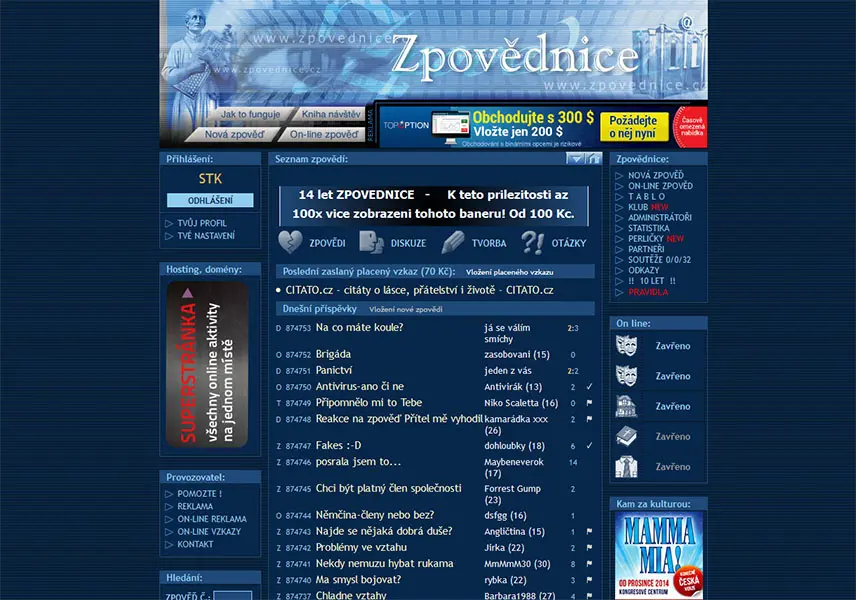 www.zpovednice.c
Zpovědnice
www.zpovednice.cz
www.zpovednice.c
Jak to funguje
Kniha návštěv
Nová zpověď
On-line zpověď
REKLAMA
TOP OPTION
Obchodujte s 300 $
Vložte jen 200 $
Obchodování s binárními opcemi je rizikové
Požádejte
o něj nyní
Časově
omezená
nabídka
Přihlášení:
STK
ODHLÁŠENÍ
TVŮJ PROFIL
TVÉ NASTAVENÍ
Hosting, domény:
SUPERSTRÁNKA
všechny online aktivity
na jednom místě
Provozovatel:
POMOZTE !
REKLAMA
ON-LINE REKLAMA
ON-LINE VZKAZY
KONTAKT
Hledání:
ZPOVĚĎ Č.:
Seznam zpovědí:
14 let ZPOVEDNICE - K teto prilezitosti az
100x vice zobrazeni tohoto baneru! Od 100 Kc.
ZPOVĚDI
DISKUZE
TVORBA
OTÁZKY
Poslední zaslaný placený vzkaz (70 Kč): Vložení placeného vzkazu
CITATO.cz - citáty o lásce, přátelství i životě - CITATO.cz
Dnešní příspěvky Vložení nové zpovědi
D 874753 Na co máte koule? já se válím 2:3
smíchy
O 874752 Brigáda zasobovani (15) 0
D 874751 Panictví jeden z vás 2:2
O 874750 Antivirus-ano či ne Antivirák (13) 2
T 874749 Připomnělo mi to Tebe Niko Scaletta (16) 0
D 874748 Reakce na zpověď Přítel mě vyhodil kamarádka xxx 2
(26)
Z 874747 Fakes :-D dohloubky (18) 6
Z 874746 posrala jsem to... Maybeneverok 14
(17)
Z 874745 Chci být platný člen společnosti Forrest Gump 2
(23)
O 874744 Němčina-členy nebo bez? dsfgg (16) 1
Z 874743 Najde se nějaká dobrá duše? Angličtina (15) 1
Z 874742 Problémy ve vztahu Jirka (22) 2
Z 874741 Nekdy nemuzu hybat rukama MmMmM30 (30) 8
Z 874740 Ma smysl bojovat? rybka (22) 3
Z 874737 Chladne vztahy Barbara1988 (27) 4
Zpovědnice:
NOVÁ ZPOVĚĎ
ON-LINE ZPOVĚĎ
T A B L O
KLUB NEW
ADMINISTRÁTOŘI
STATISTIKA
PERLIČKY NEW
PARTNEŘI
SOUTĚŽE 0/0/32
ODKAZY
!! 10 LET !!
PRAVIDLA
On line:
Zavřeno
Zavřeno
Zavřeno
Zavřeno
Zavřeno
Kam za kulturou:
MAMMA
MIA!
OD PROSINCE 2014
KONGRESOVÉ CENTRUM
KONEČNĚ
ČESKÁ
VERZE